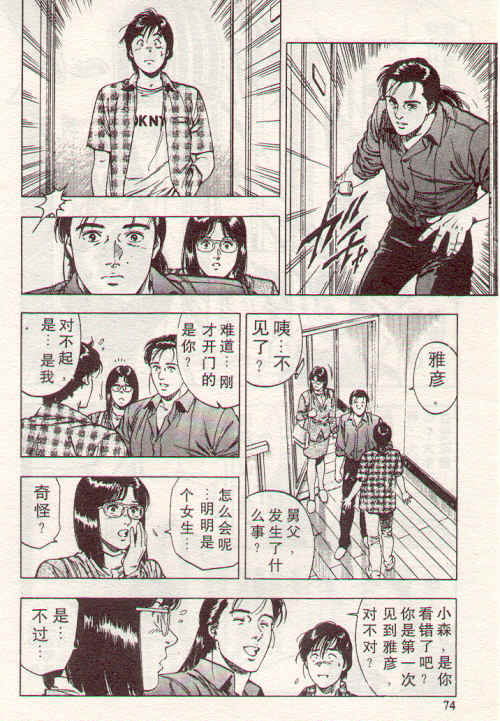 DKNY
雅彦。
咦…不
见了？
舅父，
发生了什
么事？
难道…刚
才开门的
是你？
对不起，
是…是我
怎么会呢
…明明是
个女生…
奇怪？
小森，是你
看错了吧？
你是第一次
见到雅彦，
对不对？
是…
不过…
74